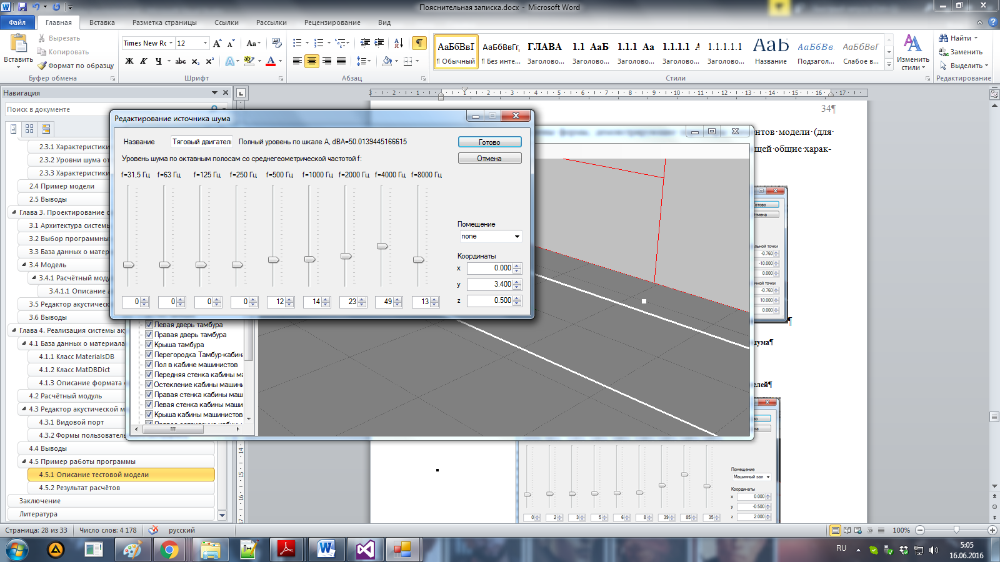 Пояснительная записка.docx - Microsoft Word
Файл
Главная
Вставка
Разметка страницы
Ссылки
Рассылки
Рецензирование
Вид
Вставить
Вырезать
Копировать
Формат по образцу
Буфер обмена
Times New Ro
12
Шрифт
Абзац
АаБбВвІ
¶ Обычный
АаБбВвГг,
¶ Без инте...
ГЛАВА
Заголово...
1.1 АаБ
Заголово...
1.1.1 Аа
Заголово...
1.1.1.1 А
Заголово...
1.1.1.1.1
Заголово...
АаБ
Название
АаБбВв.
Подзаголо...
АаБбВвГ
Слабое в...
Стили
Изменить стили
Найти
Заменить
Выделить
Редактирование
Навигация
Поиск в документе
2.3.1 Характеристики
2.3.2 Уровни шума от
2.3.3 Характеристики
2.4 Пример модели
2.5 Выводы
Глава 3. Проектирование с
3.1 Архитектура системы
3.2 Выбор программны
3.3 База данных о матер
3.4 Модель
3.4.1 Расчётный моду
3.4.1.1 Описание а
3.5 Редактор акустическ
3.6 Выводы
Глава 4. Реализация системы аку
4.1 База данных о материала
4.1.1 Класс MaterialsDB
4.1.2 Класс MatDBDict
4.1.3 Описание формата
4.2 Расчётный модуль
4.3 Редактор акустической м
4.3.1 Видовой порт
4.3.2 Формы пользователь
4.4 Выводы
4.5 Пример работы программы
4.5.1 Описание тестовой модели
4.5.2 Результат расчётов
Заключение
Литература
Редактирование источника шума
Название
Тяговый двигатель
Полный уровень по шкале А, dBA=50.0139445166615
Готово
Отмена
Уровень шума по октавным полосам со среднегеометрической частотой f:
f=31,5 Гц f=63 Гц f=125 Гц f=250 Гц f=500 Гц f=1000 Гц f=2000 Гц f=4000 Гц f=8000 Гц
0 0 0 0 12 14 23 49 13
Помещение
none
Координаты
x 0.000
y 3.400
z 0.500
Левая дверь тамбура
Правая дверь тамбура
Крыша тамбура
Перегородка Тамбур-кабин
Пол в кабине машинистов
Передняя стенка кабины ма
Остекление кабины машини
Правая стенка кабины маш
Левая стенка кабины маши
Крыша кабины машинистов
34¶
нтов·модели·(для·
щей·общие·харак-
готово
тмена
льной точки
-0.760
-10.000
0.000
чной точки
-0.760
10.000
0.000
¶
шума¶
елей¶
Помещение
Машинный зал
Координаты
x 0.000
y -0.500
z 2.000
0 2 3 5 6 8 39 85 35
Страница: 28 из 33
Число слов: 4 178
русский
100%
RU
5:05
16.06.2016